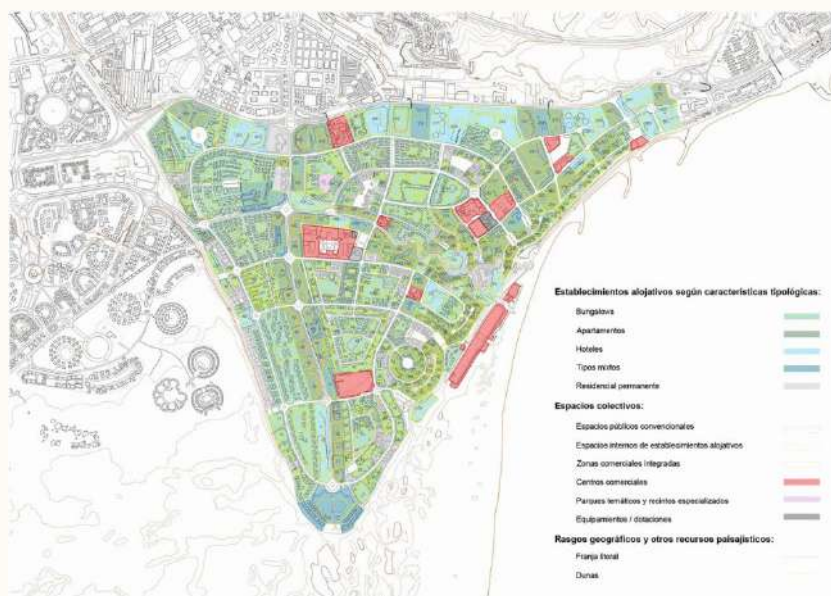 Establecimientos alojativos según características tipológicas:
Bungalows
Apartamentos
Hoteles
Tipos mixtos
Residencial permanente
Espacios colectivos:
Espacios públicos convencionales
Espacios internos de establecimientos alojativos
Zonas comerciales integradas
Centros comerciales
Parques temáticos y recintos especializados
Equipamientos / dotaciones
Rasgos geográficos y otros recursos paisajísticos:
Franja litoral
Dunas